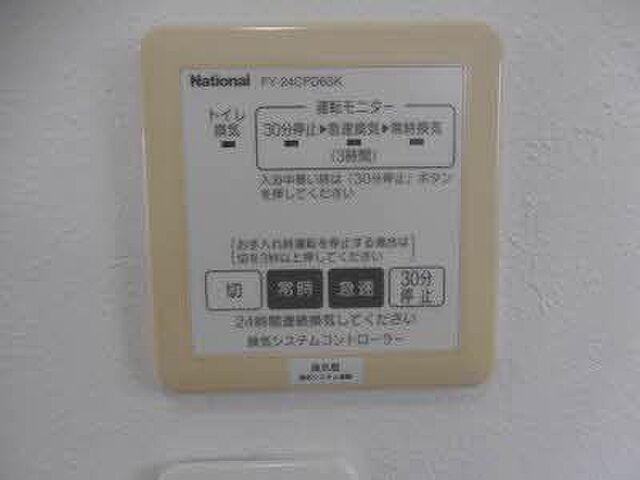 National FY-24CPD6SK
運転モニター
トイレ
換気
30分停止▶急速換気▶常時換気
(3時間)
入浴中寒い時は「30分停止」ボタン
を押してください
お手入れ時運転を停止する場合は
切を3秒以上押してください
切 常時 急速 30分停止
24時間連続換気してください
換気システムコントローラー